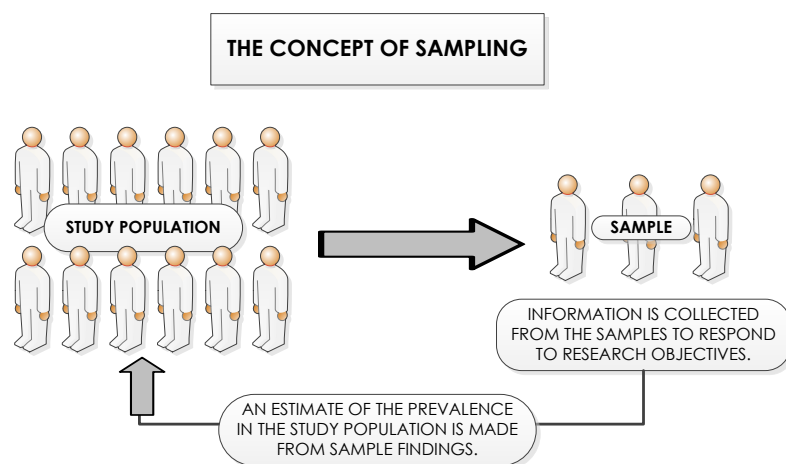 THE CONCEPT OF SAMPLING
STUDY POPULATION
SAMPLE
INFORMATION IS COLLECTED
FROM THE SAMPLES TO RESPOND
TO RESEARCH OBJECTIVES.
AN ESTIMATE OF THE PREVALENCE
IN THE STUDY POPULATION IS MADE
FROM SAMPLE FINDINGS.